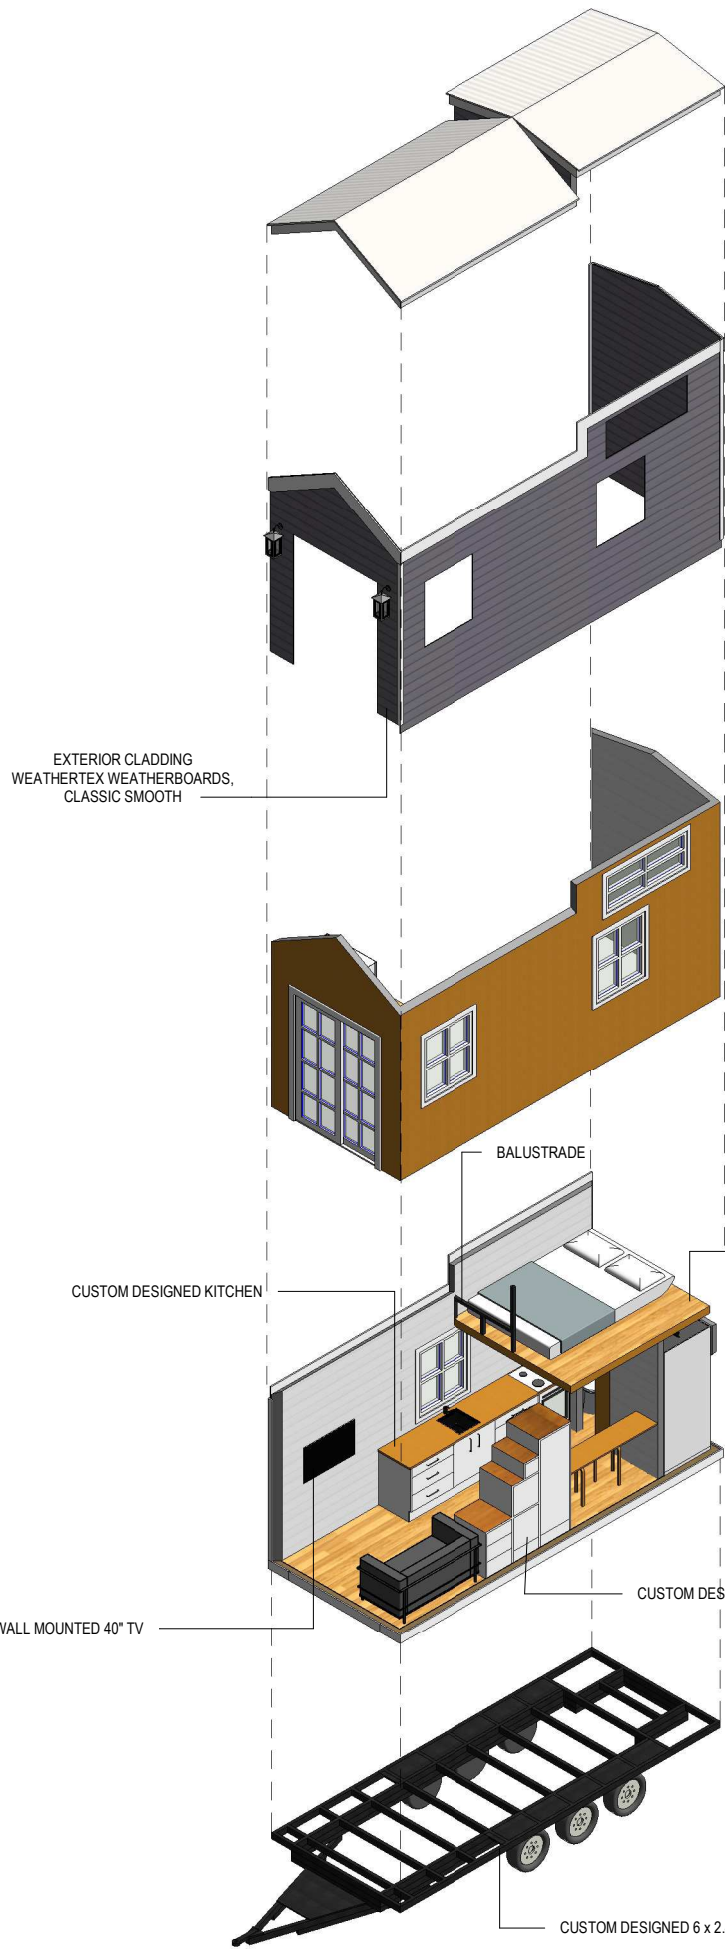 EXTERIOR CLADDING
WEATHERTEX WEATHERBOARDS,
CLASSIC SMOOTH
BALUSTRADE
CUSTOM DESIGNED KITCHEN
CUSTOM DES
WALL MOUNTED 40" TV
CUSTOM DESIGNED 6 x 2.